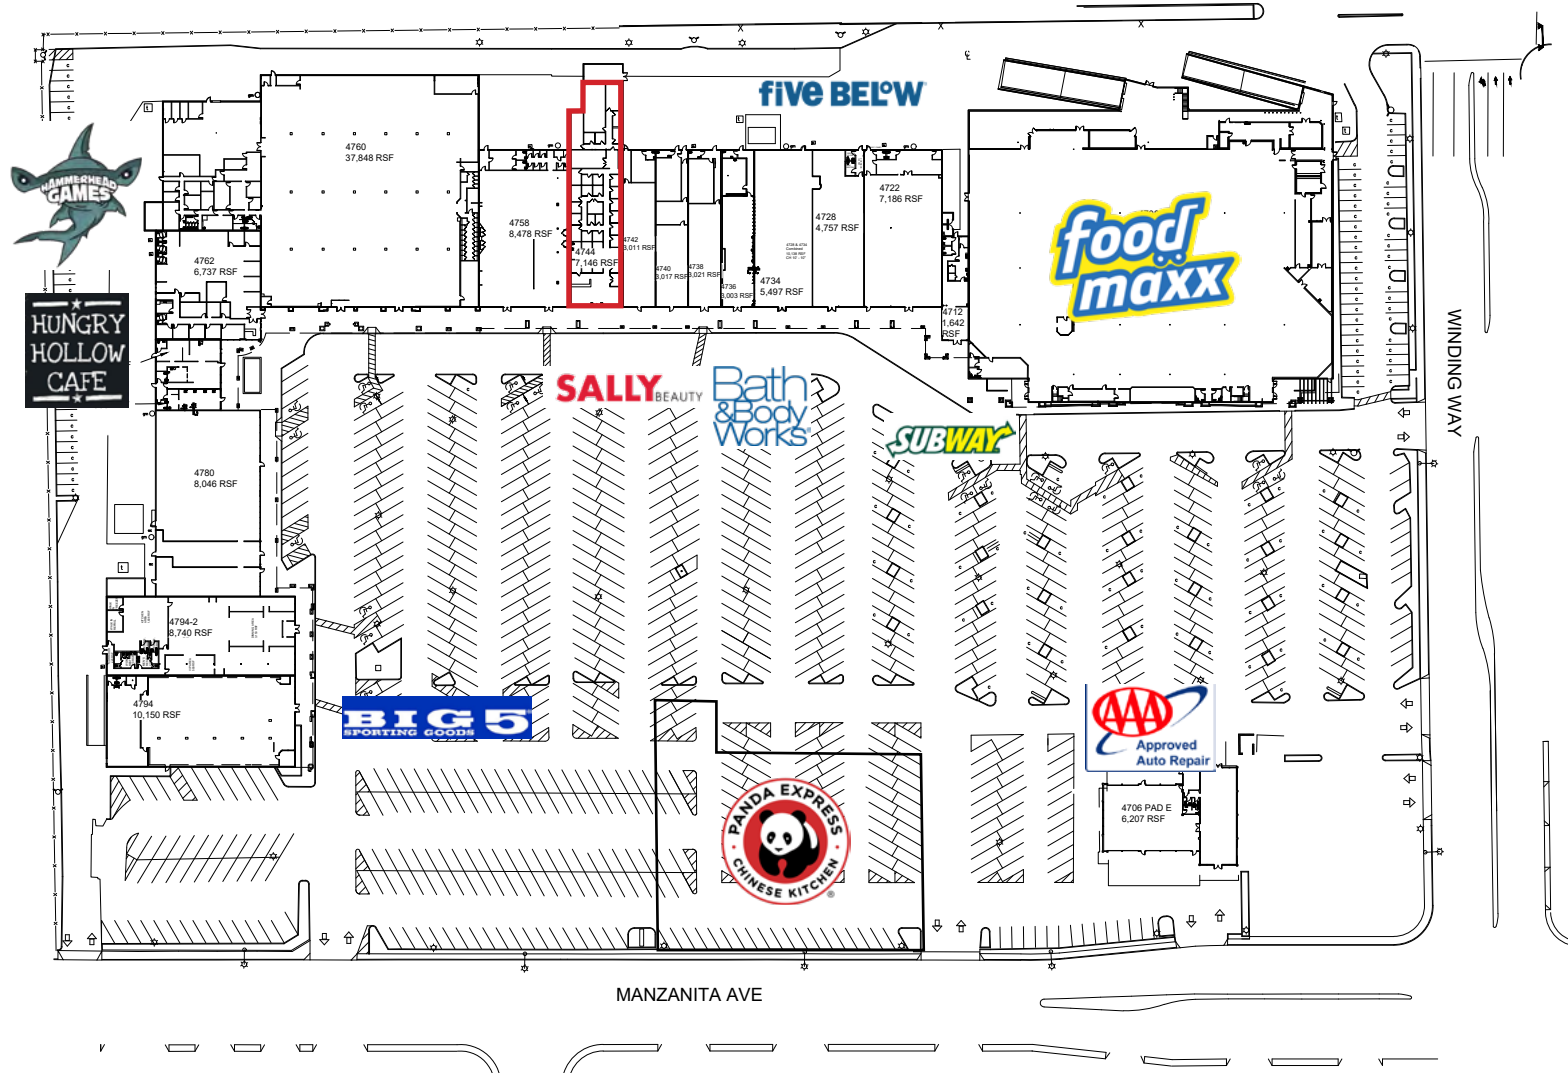 five BELOW
HAMMERHEAD
GAMES
4760
37,848 RSF
4758
8,478 RSF
4744
7,146 RSF
4742
3,011 RSF
4740
3,017 RSF
4738
3,021 RSF
4736
3,003 RSF
4734
5,497 RSF
4728
4,757 RSF
4722
7,186 RSF
4712
1,642
RSF
food
maxx
4762
6,737 RSF
HUNGRY
HOLLOW
CAFE
WINDING WAY
SALLY BEAUTY
Bath
&Body
Works
SUBWAY
4780
8,046 RSF
4794-2
8,740 RSF
4794
10,150 RSF
BIG 5
SPORTING GOODS
AAA
Approved
Auto Repair
PANDA EXPRESS
CHINESE KITCHEN
4706 PAD E
6,207 RSF
MANZANITA AVE